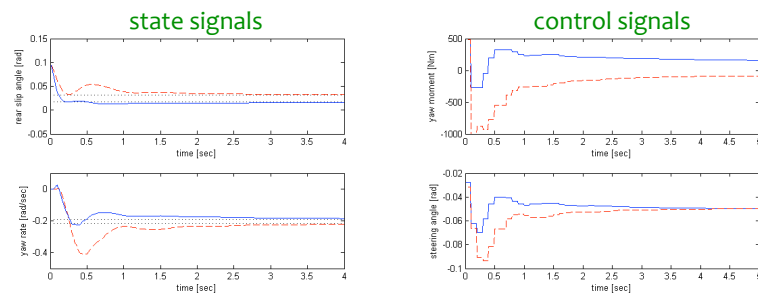 state signals
control signals
0.15
0.1
0.05
0
-0.05
rear slip angle [rad]
0 0.5 1 1.5 2 2.5 3 3.5 4
time [sec]
500
0
-500
-1000
yaw moment [Nm]
0 0.5 1 1.5 2 2.5 3 3.5 4 4.5 5
time [sec]
0
-0.2
-0.4
yaw rate [rad/sec]
0 0.5 1 1.5 2 2.5 3 3.5 4
time [sec]
-0.02
-0.04
-0.06
-0.08
-0.1
steering angle [rad]
0 0.5 1 1.5 2 2.5 3 3.5 4 4.5 5
time [sec]